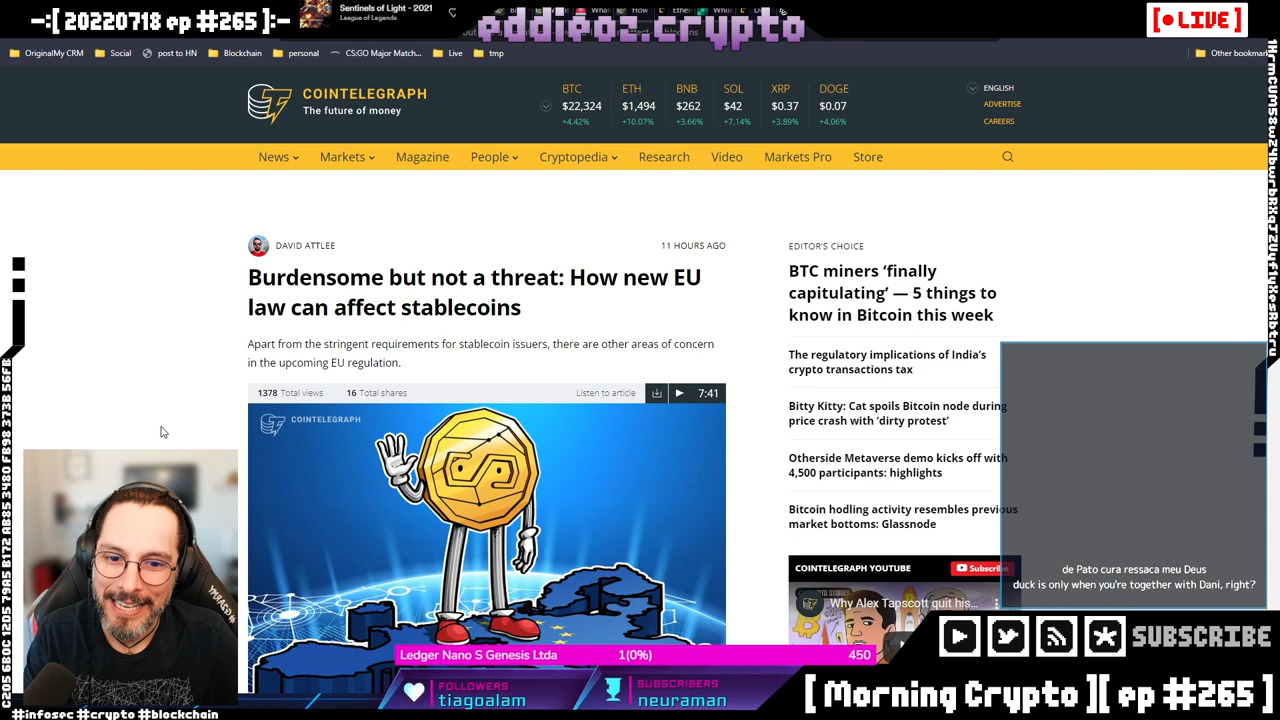 -:[ 20220718 ep #265 ]:-
Sentinels of Light - 2021
League of Legends
eddieoz.crypto
[ • LIVE ]
OriginalMy CRM
Social
post to HN
Blockchain
personal
CS:GO Major Match...
Live
tmp
Other bookmar
COINTELEGRAPH
The future of money
BTC ETH BNB SOL XRP DOGE
$22,324 $1,494 $262 $42 $0.37 $0.07
+4.42% +10.07% +3.66% +7.14% +3.89% +4.06%
ENGLISH
ADVERTISE
CAREERS
News Markets Magazine People Cryptopedia Research Video Markets Pro Store
DAVID ATTLEE
11 HOURS AGO
Burdensome but not a threat: How new EU
law can affect stablecoins
Apart from the stringent requirements for stablecoin issuers, there are other areas of concern
in the upcoming EU regulation.
1378 Total views
16 Total shares
Listen to article
7:41
COINTELEGRAPH
EDITOR'S CHOICE
BTC miners ‘finally
capitulating’ — 5 things to
know in Bitcoin this week
The regulatory implications of India’s
crypto transactions tax
Bitty Kitty: Cat spoils Bitcoin node during
price crash with ‘dirty protest’
Otherside Metaverse demo kicks off with
4,500 participants: highlights
Bitcoin hodling activity resembles previous
market bottoms: Glassnode
COINTELEGRAPH YOUTUBE
Subscribe
Why Alex Tapscott quit his...
de Pato cura ressaca meu Deus
duck is only when you're together with Dani, right?
Ledger Nano S Genesis Ltda
1(0%)
450
FOLLOWERS
tiagoalam
SUBSCRIBERS
neuraman
SUBSCRIBE
[ Morning Crypto ][ ep #265 ]
#infosec #crypto #blockchain